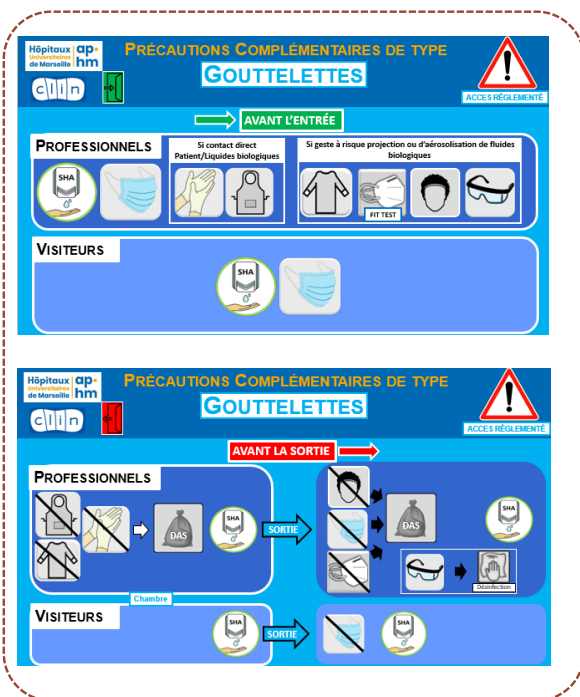 Hôpitaux
Universitaires
de Marseille
ap•
hm
clin
PRÉCAUTIONS COMPLÉMENTAIRES DE TYPE
GOUTTELETTES
ACCES RÉGLEMENTÉ
AVANT L'ENTRÉE
PROFESSIONNELS
SHA
Si contact direct
Patient/Liquides biologiques
Si geste à risque projection ou d'aérosolisation de fluides
biologiques
FIT TEST
VISITEURS
SHA
Hôpitaux
Universitaires
de Marseille
ap•
hm
clin
PRÉCAUTIONS COMPLÉMENTAIRES DE TYPE
GOUTTELETTES
ACCES RÉGLEMENTÉ
AVANT LA SORTIE
PROFESSIONNELS
DAS
SHA
SORTIE
DAS
SHA
Désinfection
Chambre
VISITEURS
SHA
SORTIE
SHA